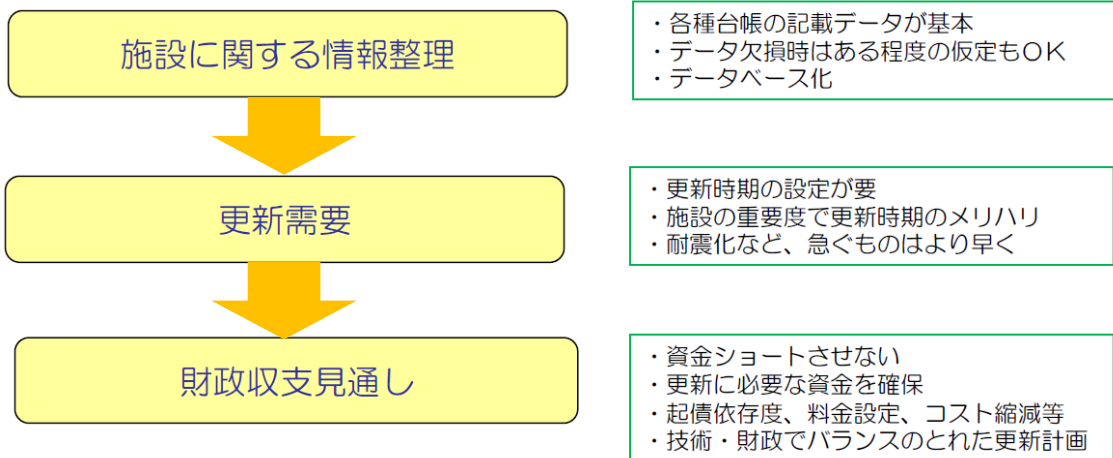 施設に関する情報整理
・各種台帳の記載データが基本
・データ欠損時はある程度の仮定もOK
・データベース化
更新需要
・更新時期の設定が要
・施設の重要度で更新時期のメリハリ
・耐震化など、急ぐものはより早く
財政収支見通し
・資金ショートさせない
・更新に必要な資金を確保
・起債依存度、料金設定、コスト縮減等
・技術・財政でバランスのとれた更新計画